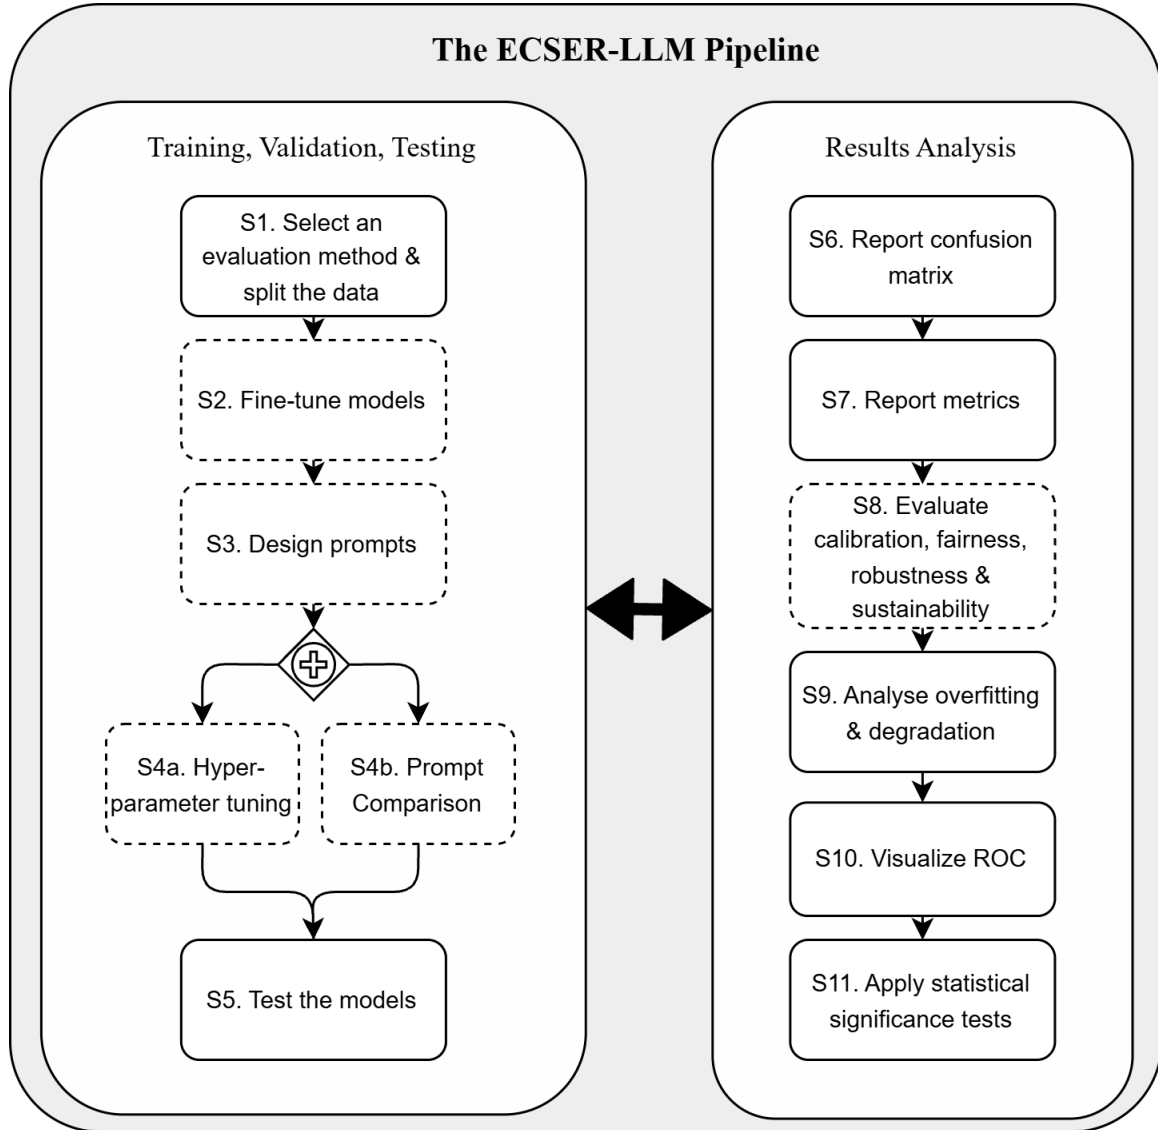 The ECSER-LLM Pipeline
Training, Validation, Testing
S1. Select an
evaluation method &
split the data
S2. Fine-tune models
S3. Design prompts
S4a. Hyper-
parameter tuning
S4b. Prompt
Comparison
S5. Test the models
Results Analysis
S6. Report confusion
matrix
S7. Report metrics
S8. Evaluate
calibration, fairness,
robustness &
sustainability
S9. Analyse overfitting
& degradation
S10. Visualize ROC
S11. Apply statistical
significance tests